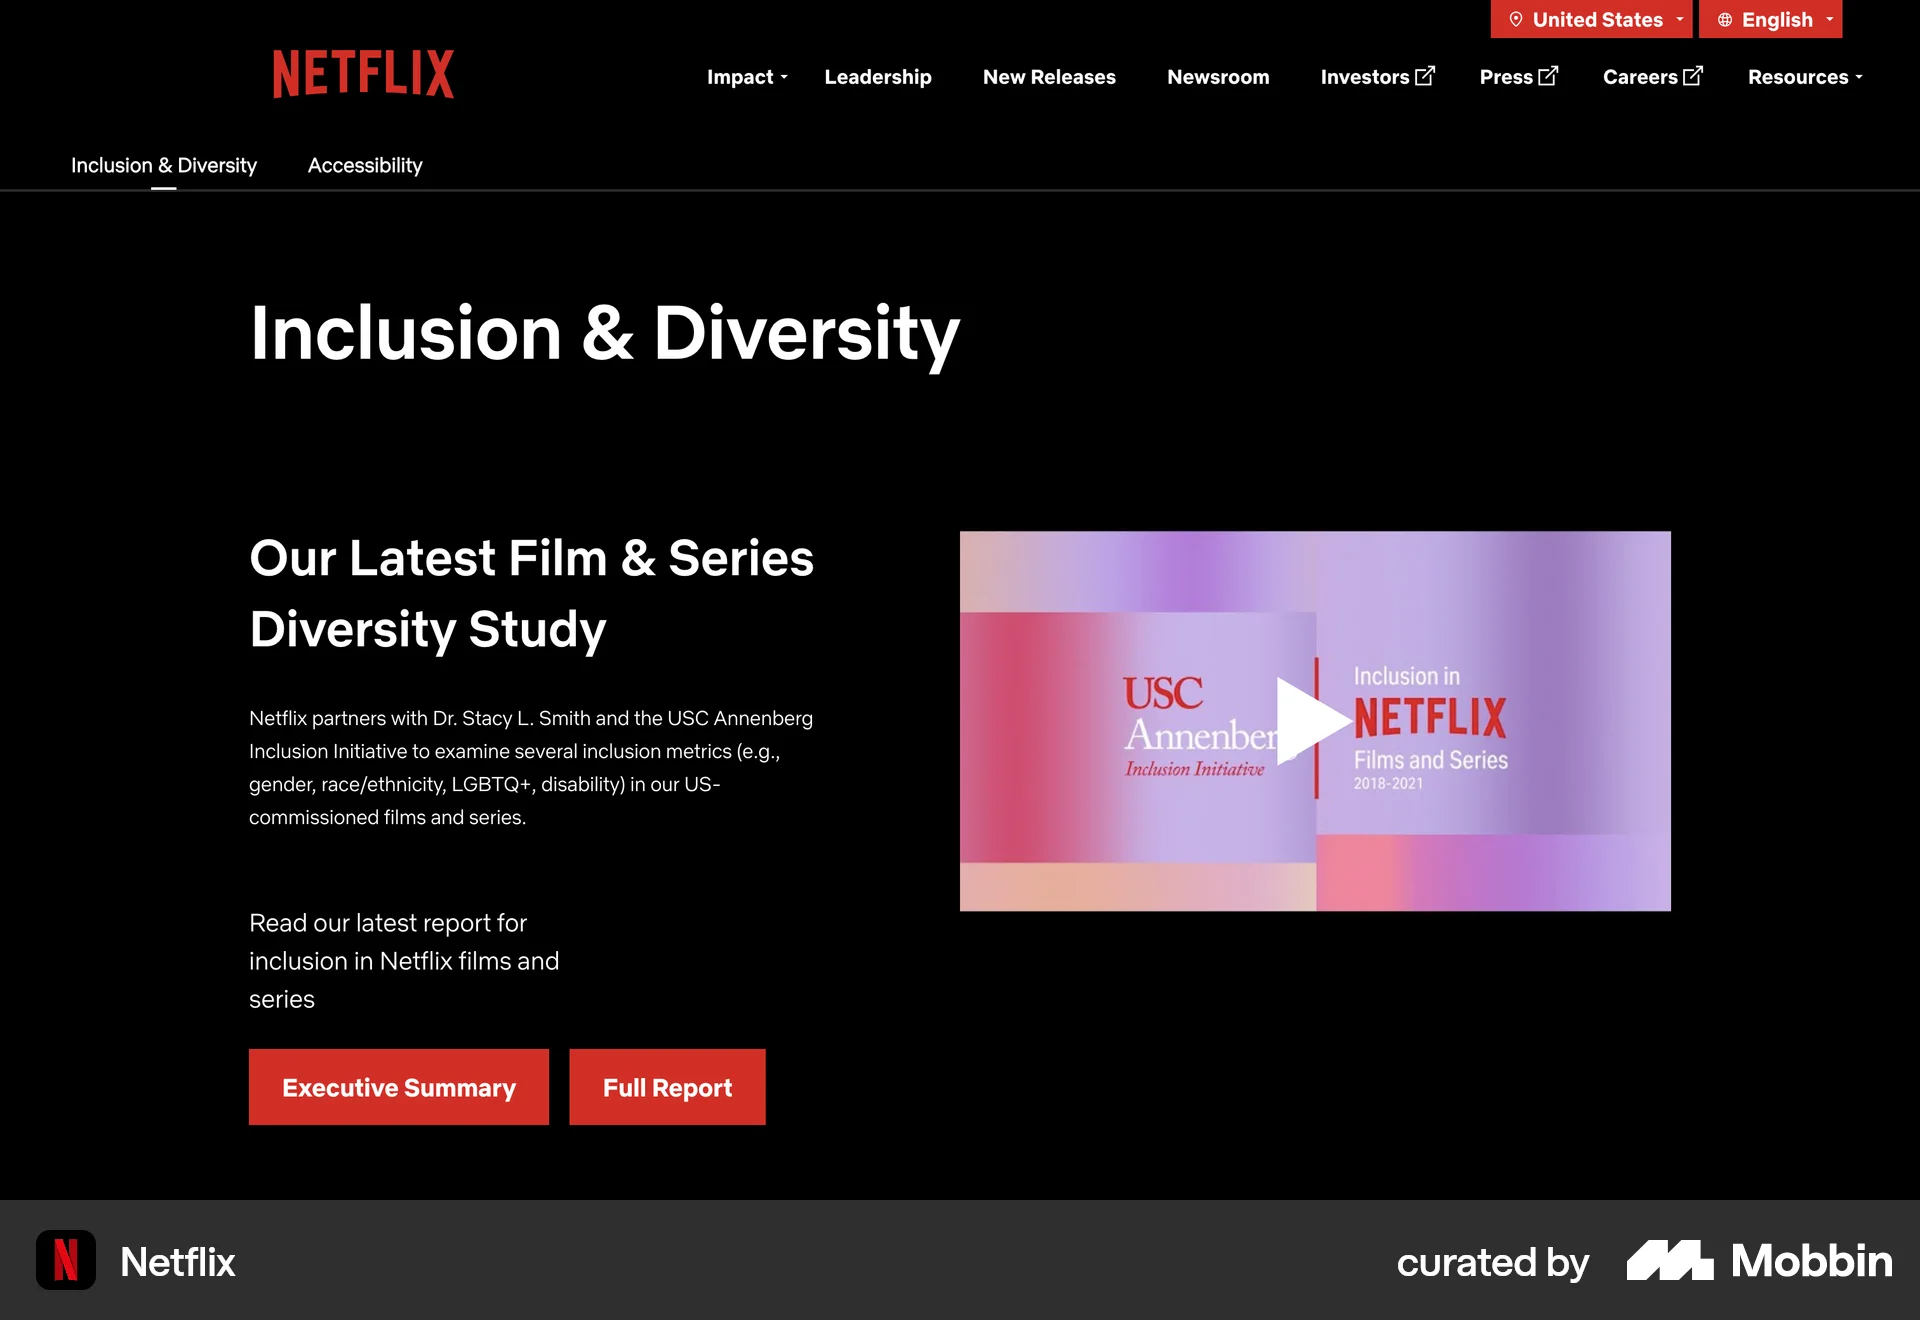 United States
English
NETFLIX
Impact
Leadership
New Releases
Newsroom
Investors
Press
Careers
Resources
Inclusion & Diversity
Accessibility
Inclusion & Diversity
Our Latest Film & Series
Diversity Study
Netflix partners with Dr. Stacy L. Smith and the USC Annenberg
Inclusion Initiative to examine several inclusion metrics (e.g.,
gender, race/ethnicity, LGBTQ+, disability) in our US-
commissioned films and series.
Read our latest report for
inclusion in Netflix films and
series
Executive Summary
Full Report
USC
Annenberg
Inclusion Initiative
Inclusion in
NETFLIX
Films and Series
2018-2021
N
Netflix
curated by
Mobbin